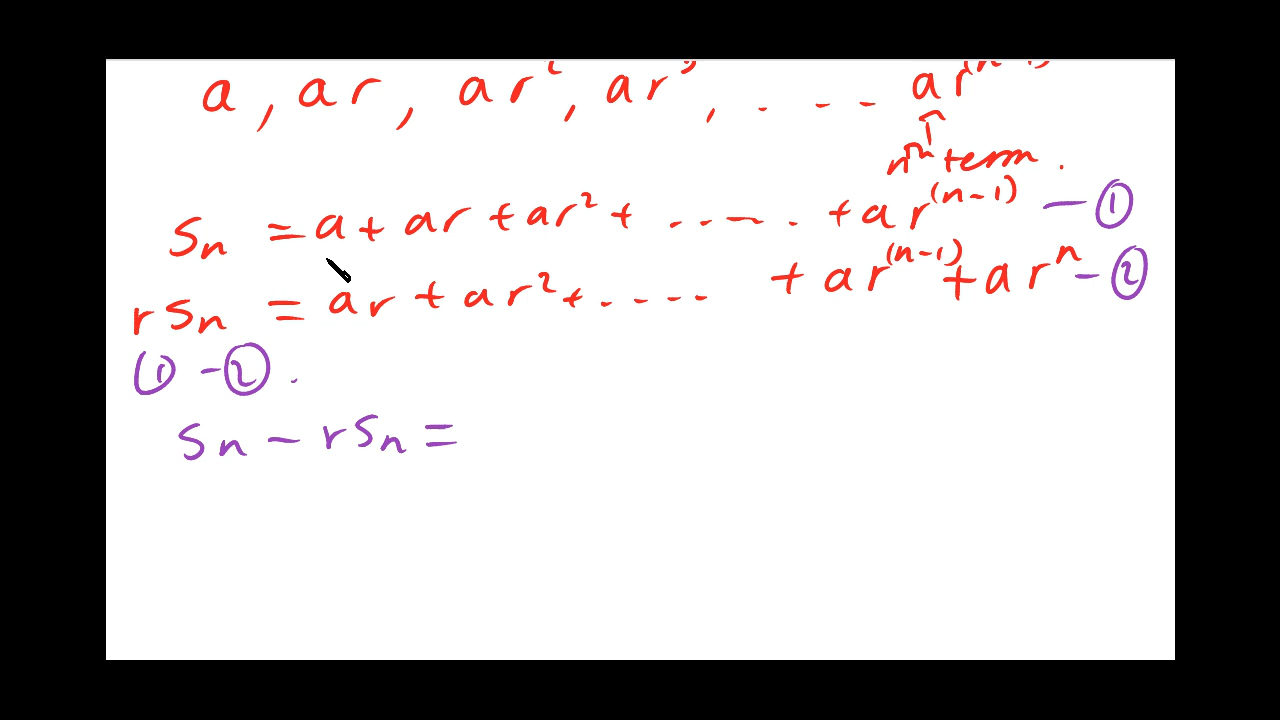 a, ar, ar², ar³, .... ar⁽ⁿ⁻¹⁾
↑
nth term.
Sn = a + ar + ar² + ...... + ar⁽ⁿ⁻¹⁾ — ①
rSn = ar + ar² + ..... + ar⁽ⁿ⁻¹⁾ + arⁿ - ②
① - ②.
Sn - rSn =